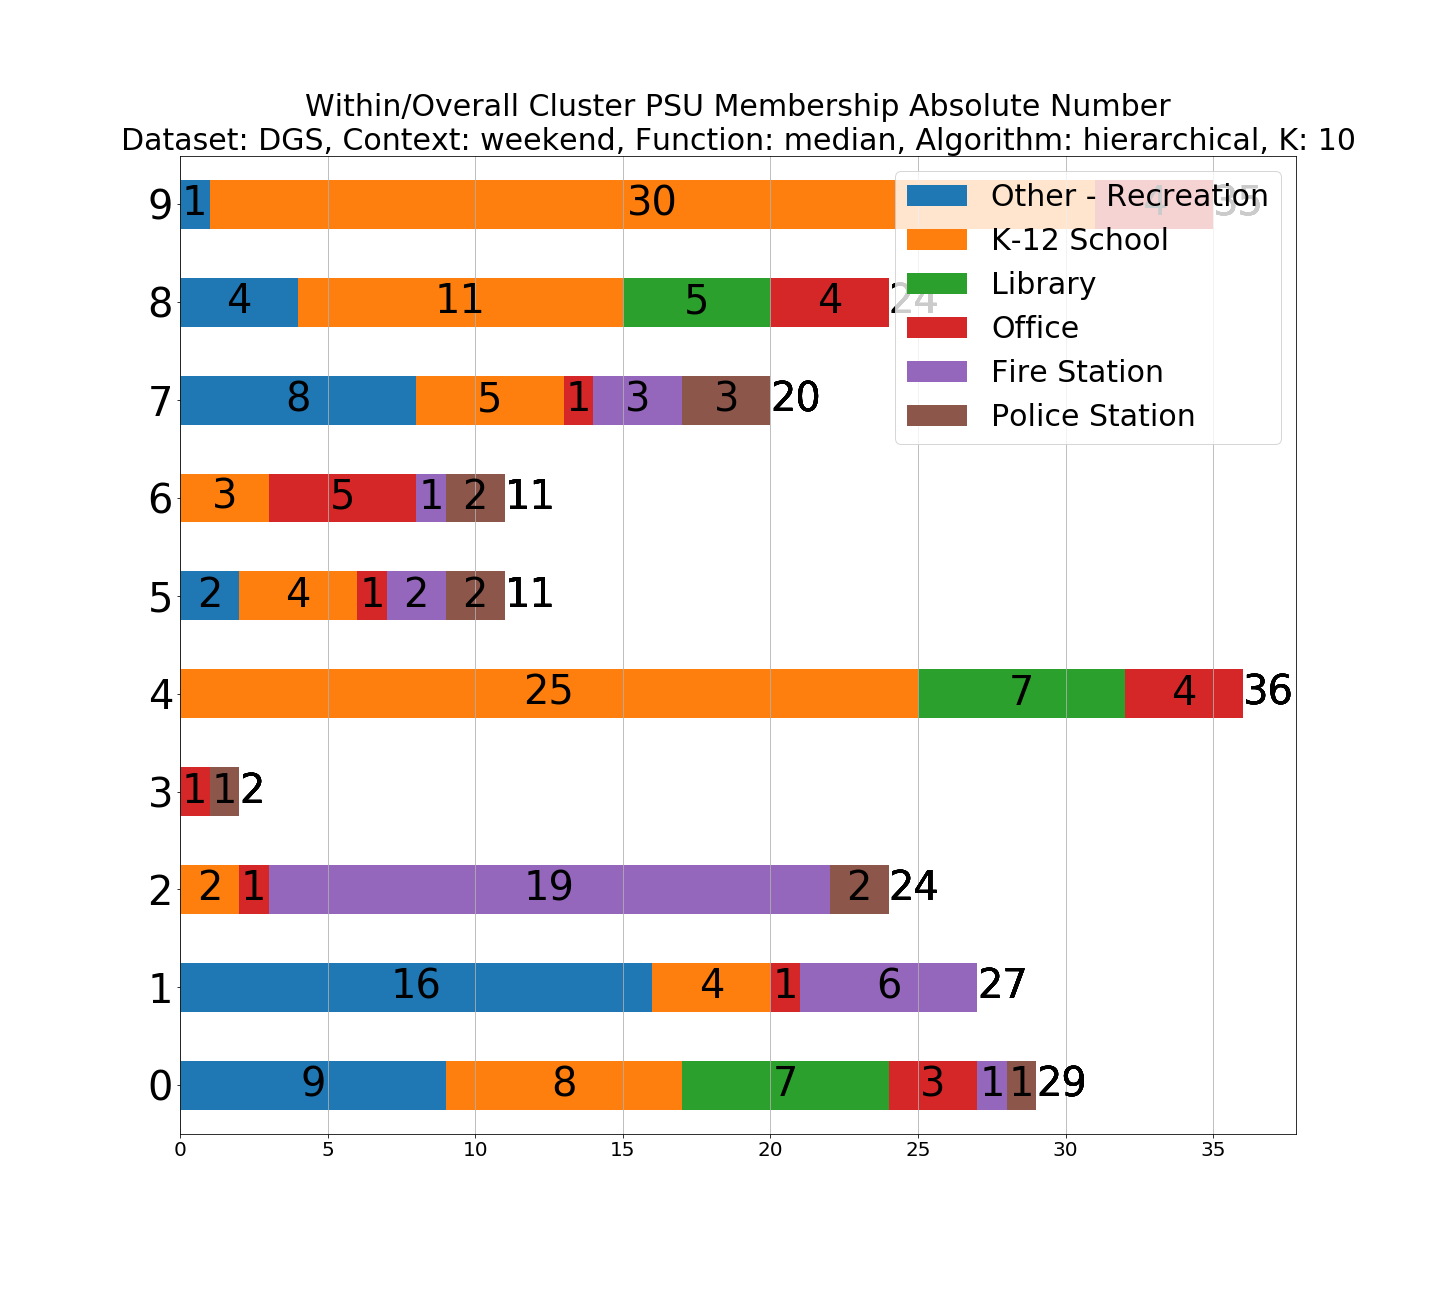 Within/Overall Cluster PSU Membership Absolute Number
Dataset: DGS, Context: weekend, Function: median, Algorithm: hierarchical, K: 10
9 1 30 4 35
8 4 11 5 4 24
7 8 5 1 3 3 20
6 3 5 1 2 11
5 2 4 1 2 2 11
4 25 7 4 36
3 1 1 2
2 2 1 19 2 24
1 16 4 1 6 27
0 9 8 7 3 1 1 29
0 5 10 15 20 25 30 35
Other - Recreation
K-12 School
Library
Office
Fire Station
Police Station